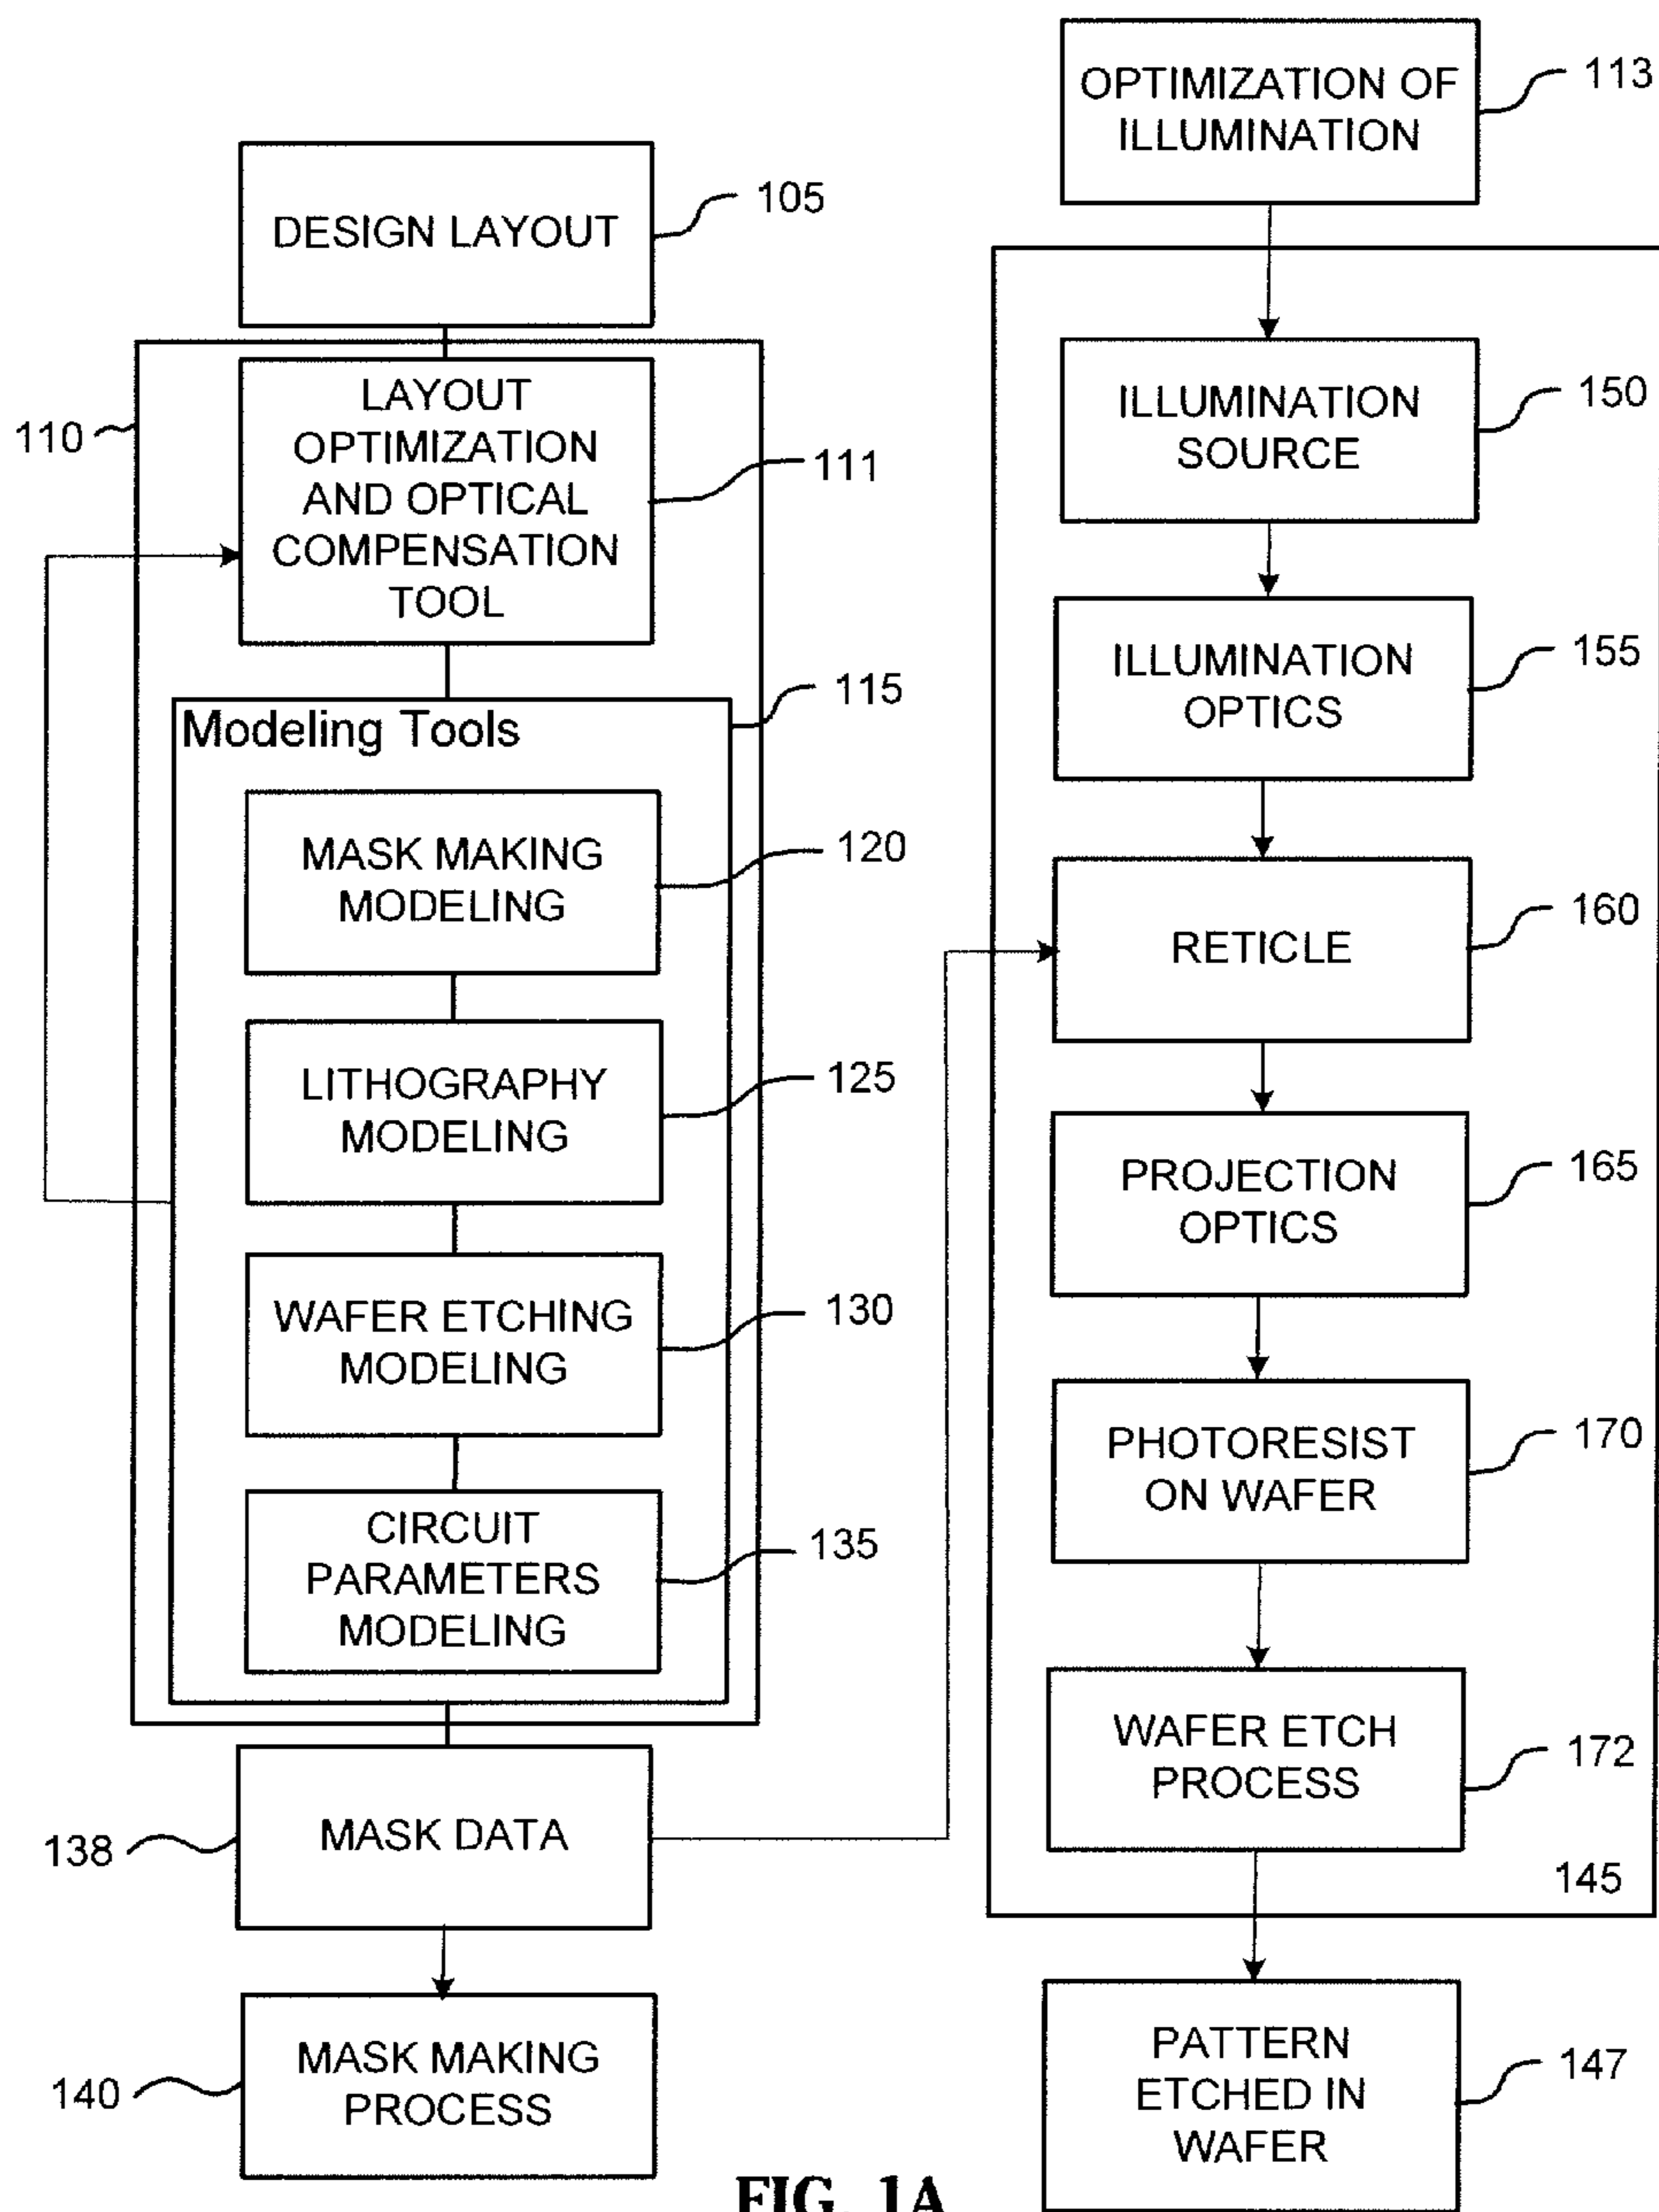 DESIGN LAYOUT
105
110
LAYOUT
OPTIMIZATION
AND OPTICAL
COMPENSATION
TOOL
111
115
Modeling Tools
MASK MAKING
MODELING
120
LITHOGRAPHY
MODELING
125
WAFER ETCHING
MODELING
130
CIRCUIT
PARAMETERS
MODELING
135
138
MASK DATA
140
MASK MAKING
PROCESS
OPTIMIZATION OF
ILLUMINATION
113
ILLUMINATION
SOURCE
150
ILLUMINATION
OPTICS
155
RETICLE
160
PROJECTION
OPTICS
165
PHOTORESIST
ON WAFER
170
WAFER ETCH
PROCESS
172
145
PATTERN
ETCHED IN
WAFER
147
FIG. 1A